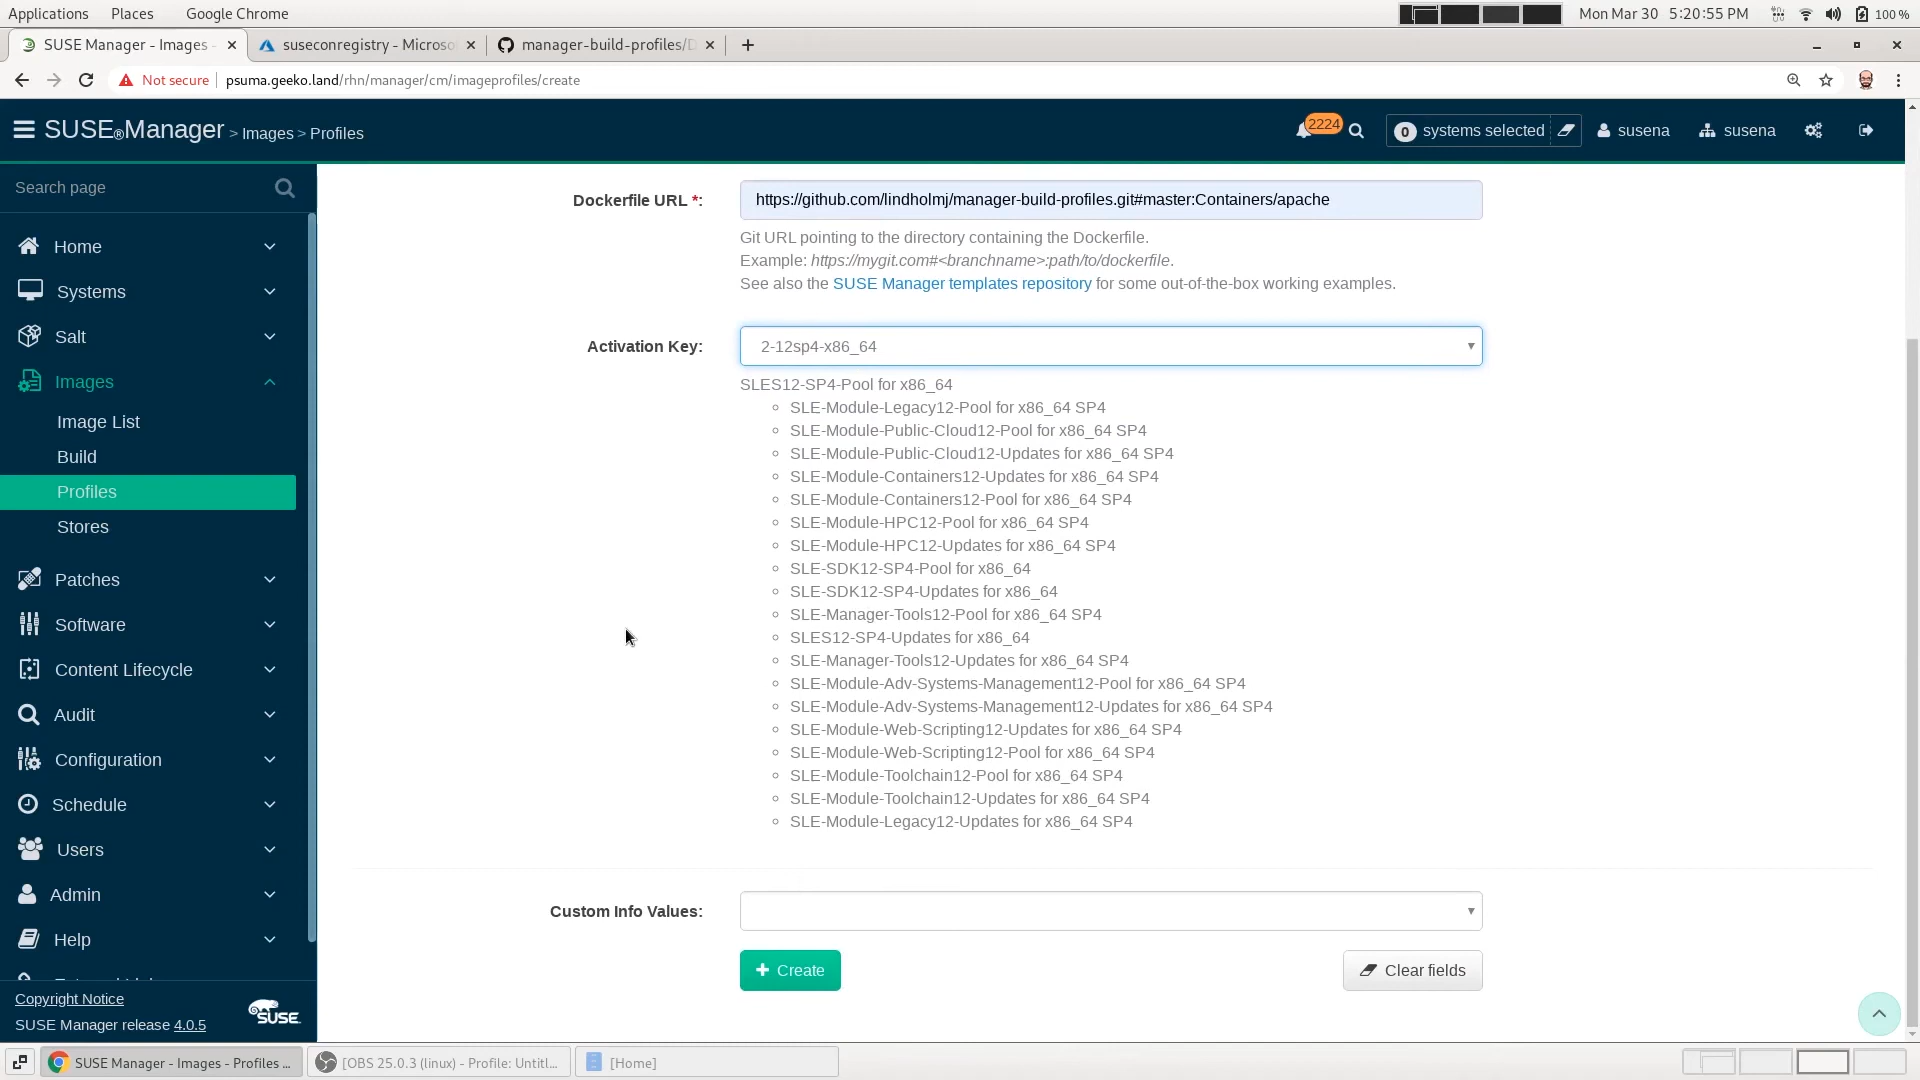 Applications Places Google Chrome Mon Mar 30 5:20:55 PM 100 %
SUSE Manager - Images - suseconregistry - Microso manager-build-profiles/D
Not secure psuma.geeko.land/rhn/manager/cm/imageprofiles/create
SUSE®Manager > Images > Profiles 2224 0 systems selected susena susena
Search page
Home
Systems
Salt
Images
Image List
Build
Profiles
Stores
Patches
Software
Content Lifecycle
Audit
Configuration
Schedule
Users
Admin
Help
Copyright Notice
SUSE Manager release 4.0.5
SUSE
Dockerfile URL *: https://github.com/lindholmj/manager-build-profiles.git#master:Containers/apache
Git URL pointing to the directory containing the Dockerfile.
Example: https://mygit.com#<branchname>:path/to/dockerfile.
See also the SUSE Manager templates repository for some out-of-the-box working examples.
Activation Key: 2-12sp4-x86_64
SLES12-SP4-Pool for x86_64
SLE-Module-Legacy12-Pool for x86_64 SP4
SLE-Module-Public-Cloud12-Pool for x86_64 SP4
SLE-Module-Public-Cloud12-Updates for x86_64 SP4
SLE-Module-Containers12-Updates for x86_64 SP4
SLE-Module-Containers12-Pool for x86_64 SP4
SLE-Module-HPC12-Pool for x86_64 SP4
SLE-Module-HPC12-Updates for x86_64 SP4
SLE-SDK12-SP4-Pool for x86_64
SLE-SDK12-SP4-Updates for x86_64
SLE-Manager-Tools12-Pool for x86_64 SP4
SLES12-SP4-Updates for x86_64
SLE-Manager-Tools12-Updates for x86_64 SP4
SLE-Module-Adv-Systems-Management12-Pool for x86_64 SP4
SLE-Module-Adv-Systems-Management12-Updates for x86_64 SP4
SLE-Module-Web-Scripting12-Updates for x86_64 SP4
SLE-Module-Web-Scripting12-Pool for x86_64 SP4
SLE-Module-Toolchain12-Pool for x86_64 SP4
SLE-Module-Toolchain12-Updates for x86_64 SP4
SLE-Module-Legacy12-Updates for x86_64 SP4
Custom Info Values:
Create Clear fields
SUSE Manager - Images - Profiles ... [OBS 25.0.3 (linux) - Profile: Untitl... [Home]